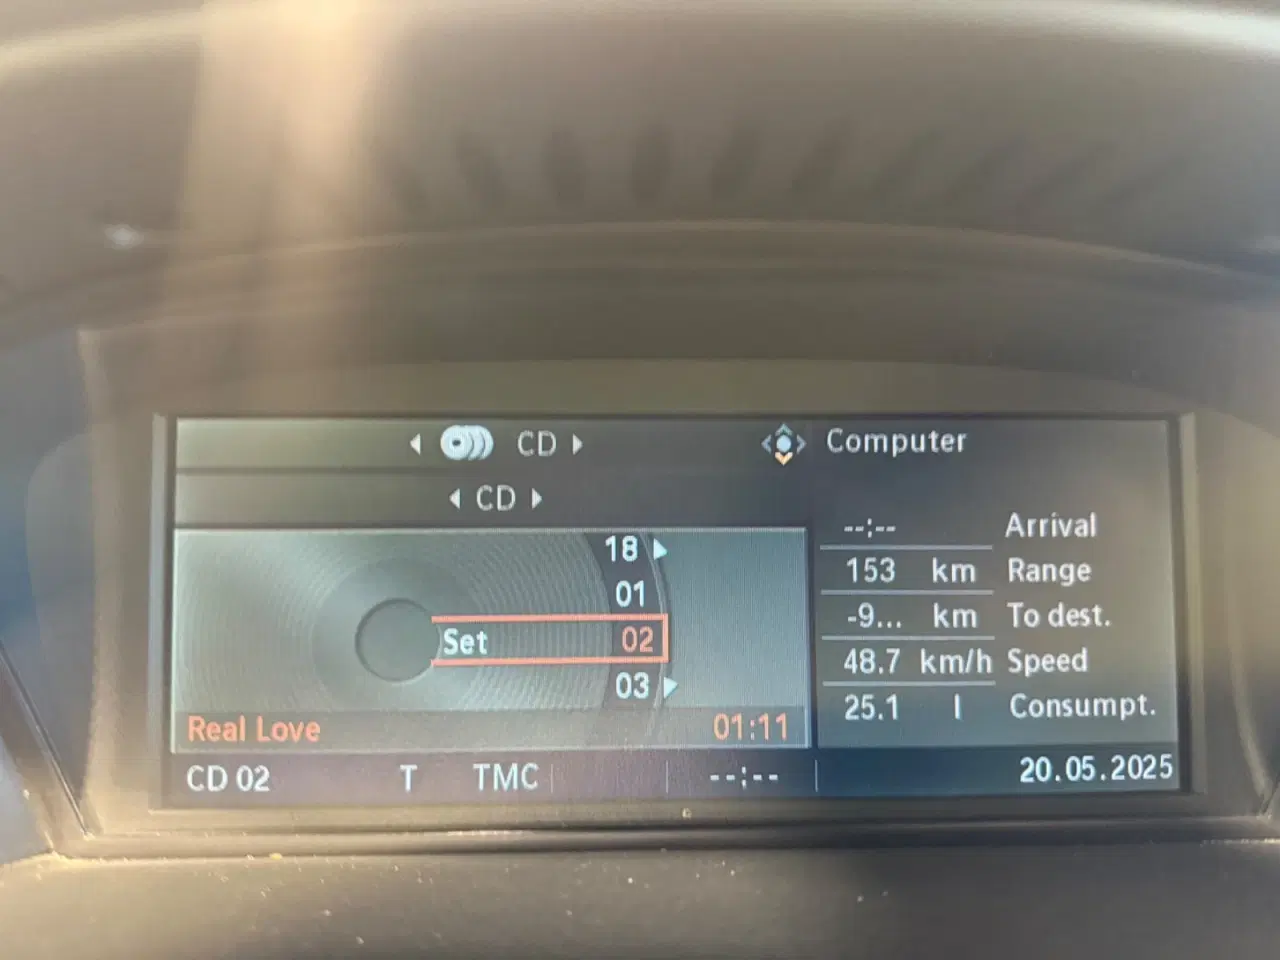 CD
Computer
CD
18
01
Set 02
03
Real Love 01:11
--:-- Arrival
153 km Range
-9... km To dest.
48.7 km/h Speed
25.1 l Consumpt.
CD 02 T TMC --:-- 20.05.2025